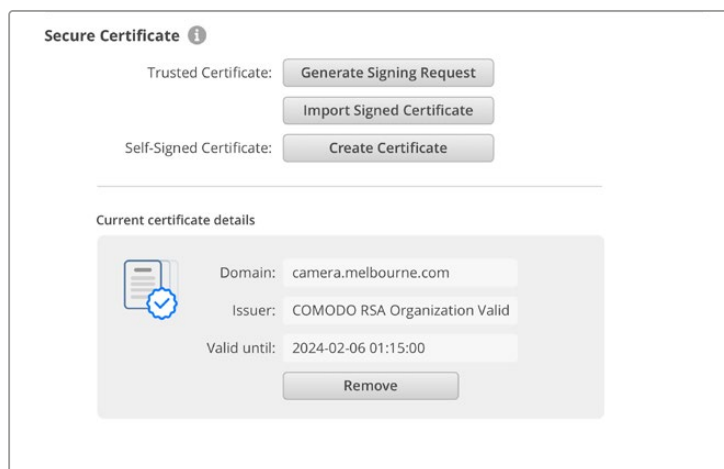 Secure Certificate
Trusted Certificate: Generate Signing Request
Import Signed Certificate
Self-Signed Certificate: Create Certificate
Current certificate details
Domain: camera.melbourne.com
Issuer: COMODO RSA Organization Valid
Valid until: 2024-02-06 01:15:00
Remove